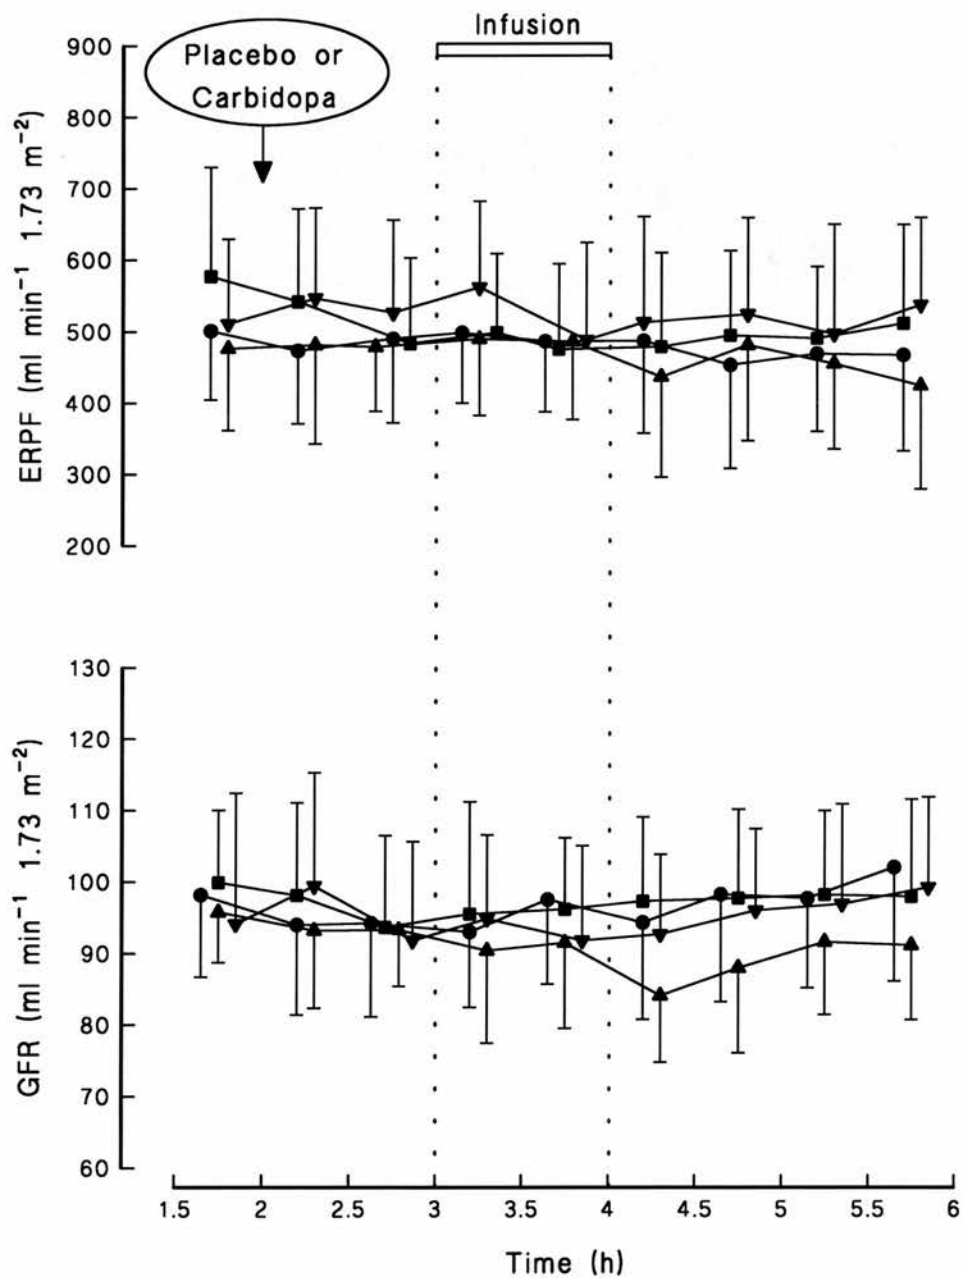 Infusion
Placebo or
Carbidopa
900
800
700
600
500
400
300
200
ERPF (ml min⁻¹ 1.73 m⁻²)
130
120
110
100
90
80
70
60
GFR (ml min⁻¹ 1.73 m⁻²)
1.5 2 2.5 3 3.5 4 4.5 5 5.5 6
Time (h)